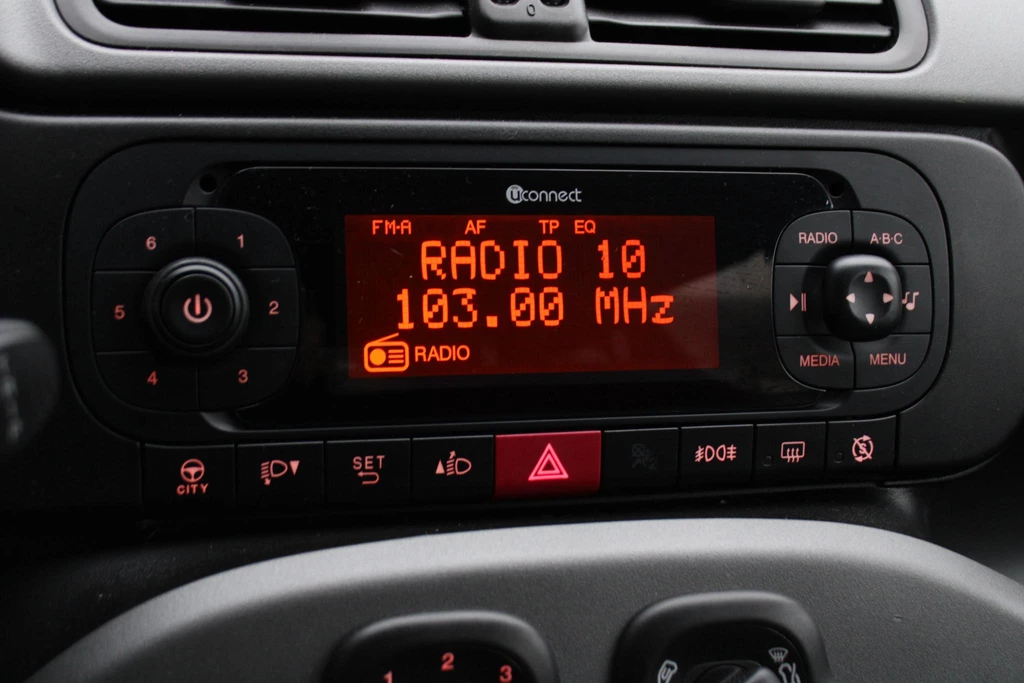 uconnect
FM-A AF TP EQ
RADIO 10
103.00 MHz
RADIO
6 1
5 2
4 3
RADIO A·B·C
MEDIA MENU
CITY
SET
0
1 2 3